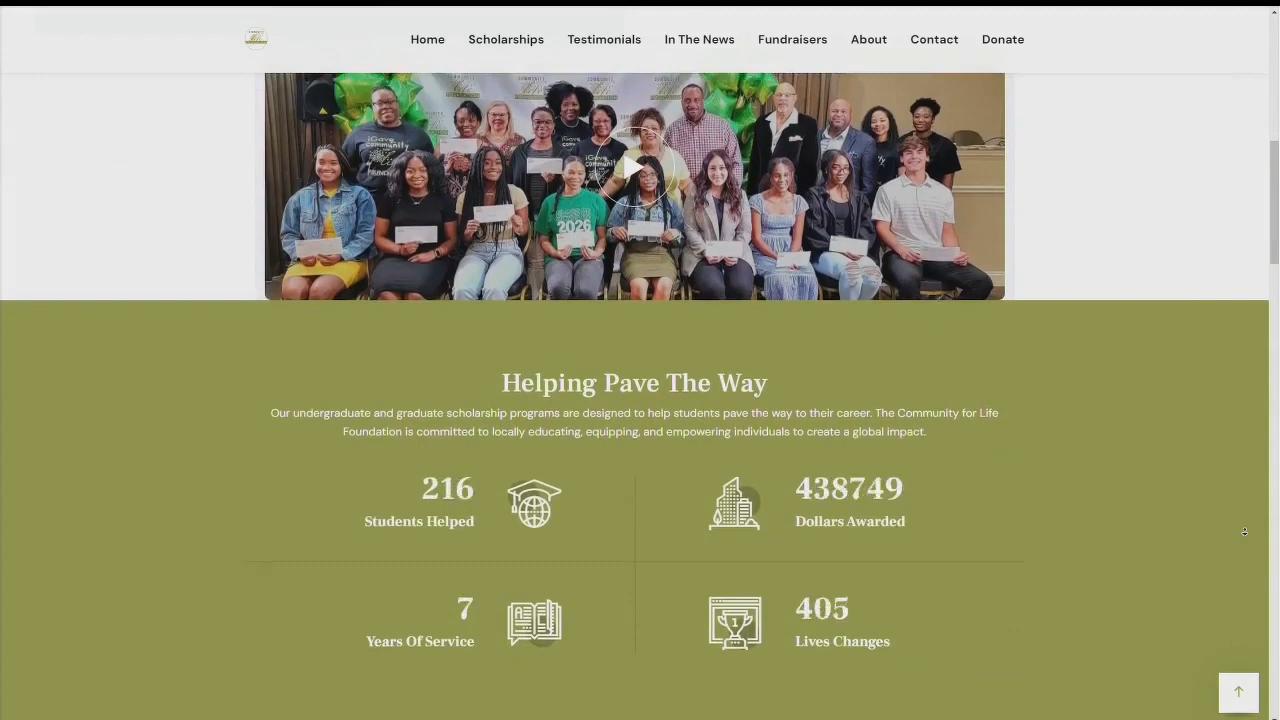 Home Scholarships Testimonials In The News Fundraisers About Contact Donate
iGave
community
2026
Helping Pave The Way
Our undergraduate and graduate scholarship programs are designed to help students pave the way to their career. The Community for Life
Foundation is committed to locally educating, equipping, and empowering individuals to create a global impact.
216
Students Helped
438749
Dollars Awarded
7
Years Of Service
405
Lives Changes